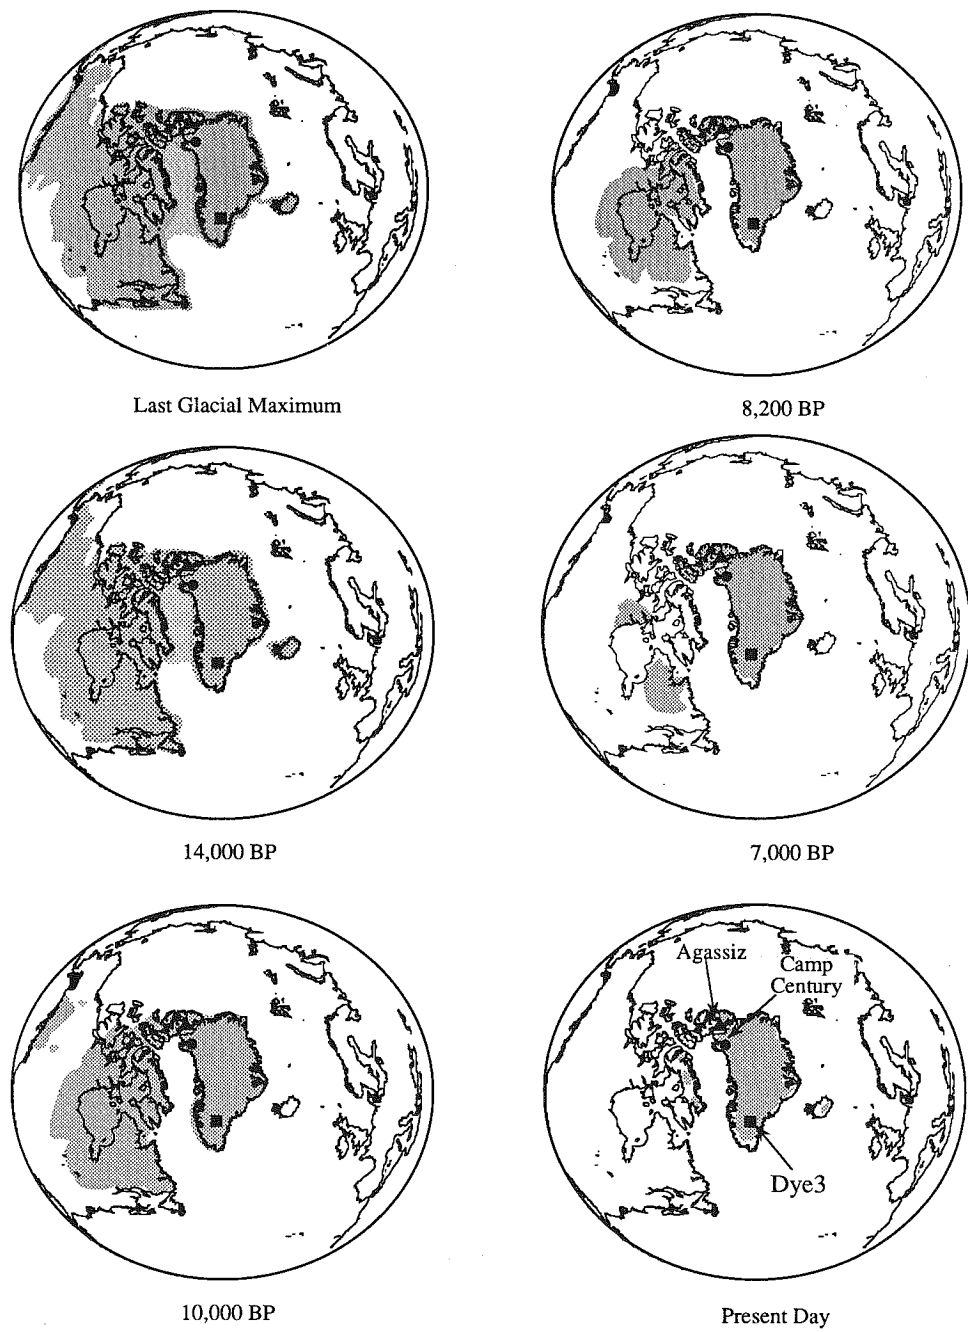 Last Glacial Maximum
8,200 BP
14,000 BP
7,000 BP
Agassiz
Camp
Century
Dye3
10,000 BP
Present Day